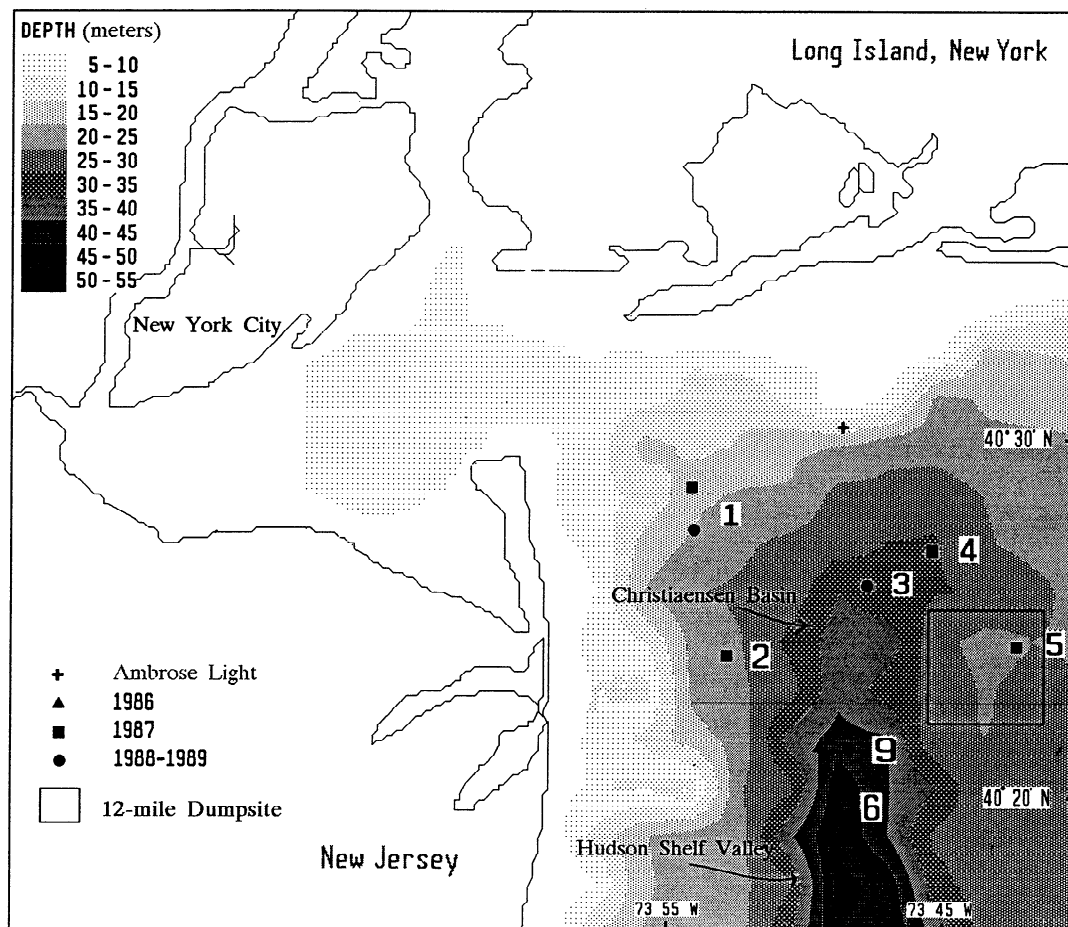 DEPTH (meters)
5-10
10-15
15-20
20-25
25-30
30-35
35-40
40-45
45-50
50-55
Long Island, New York
New York City
40° 30' N
1
4
3
Christiaensen Basin
2
5
Ambrose Light
1986
1987
1988-1989
12-mile Dumpsite
9
6
40° 20' N
New Jersey
Hudson Shelf Valley
73 55 W
73 45 W